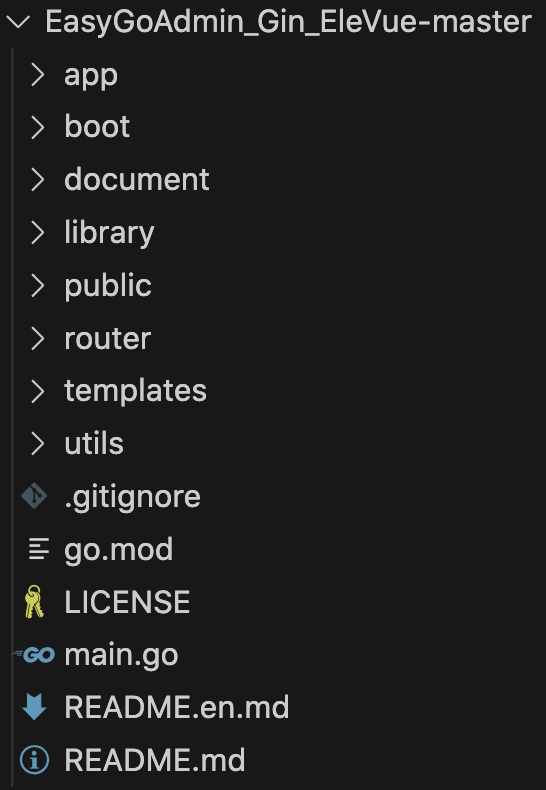 EasyGoAdmin_Gin_EleVue-master
app
boot
document
library
public
router
templates
utils
.gitignore
go.mod
LICENSE
GO main.go
README.en.md
README.md